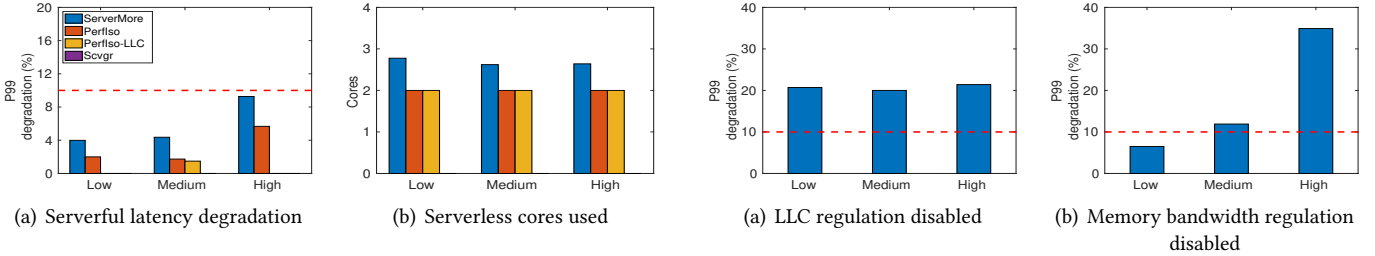 P99
degradation (%)
20
16
12
8
4
0
ServerMore
PerfIso
PerfIso-LLC
Scvgr
Low Medium High
(a) Serverful latency degradation
Cores
4
3
2
1
0
Low Medium High
(b) Serverless cores used
P99
degradation (%)
40
30
20
10
0
Low Medium High
(a) LLC regulation disabled
P99
degradation (%)
40
30
20
10
0
Low Medium High
(b) Memory bandwidth regulation
disabled